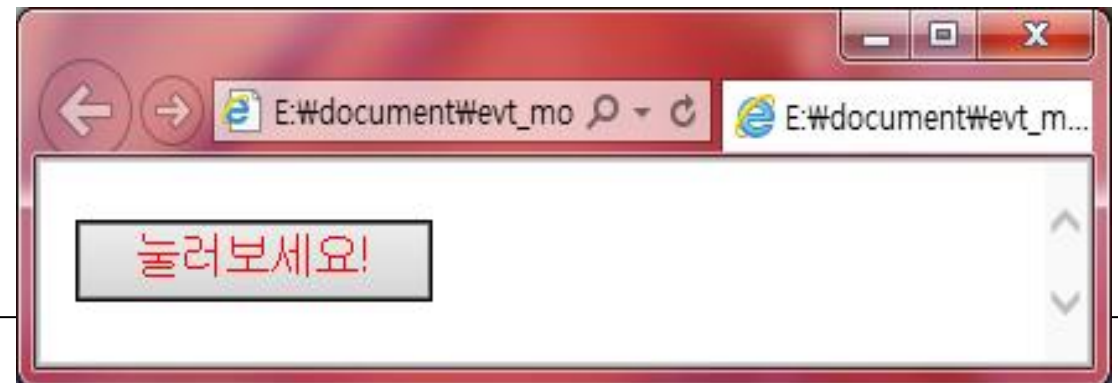 E:₩document₩evt_mo
E:₩document₩evt_m...
눌러보세요!